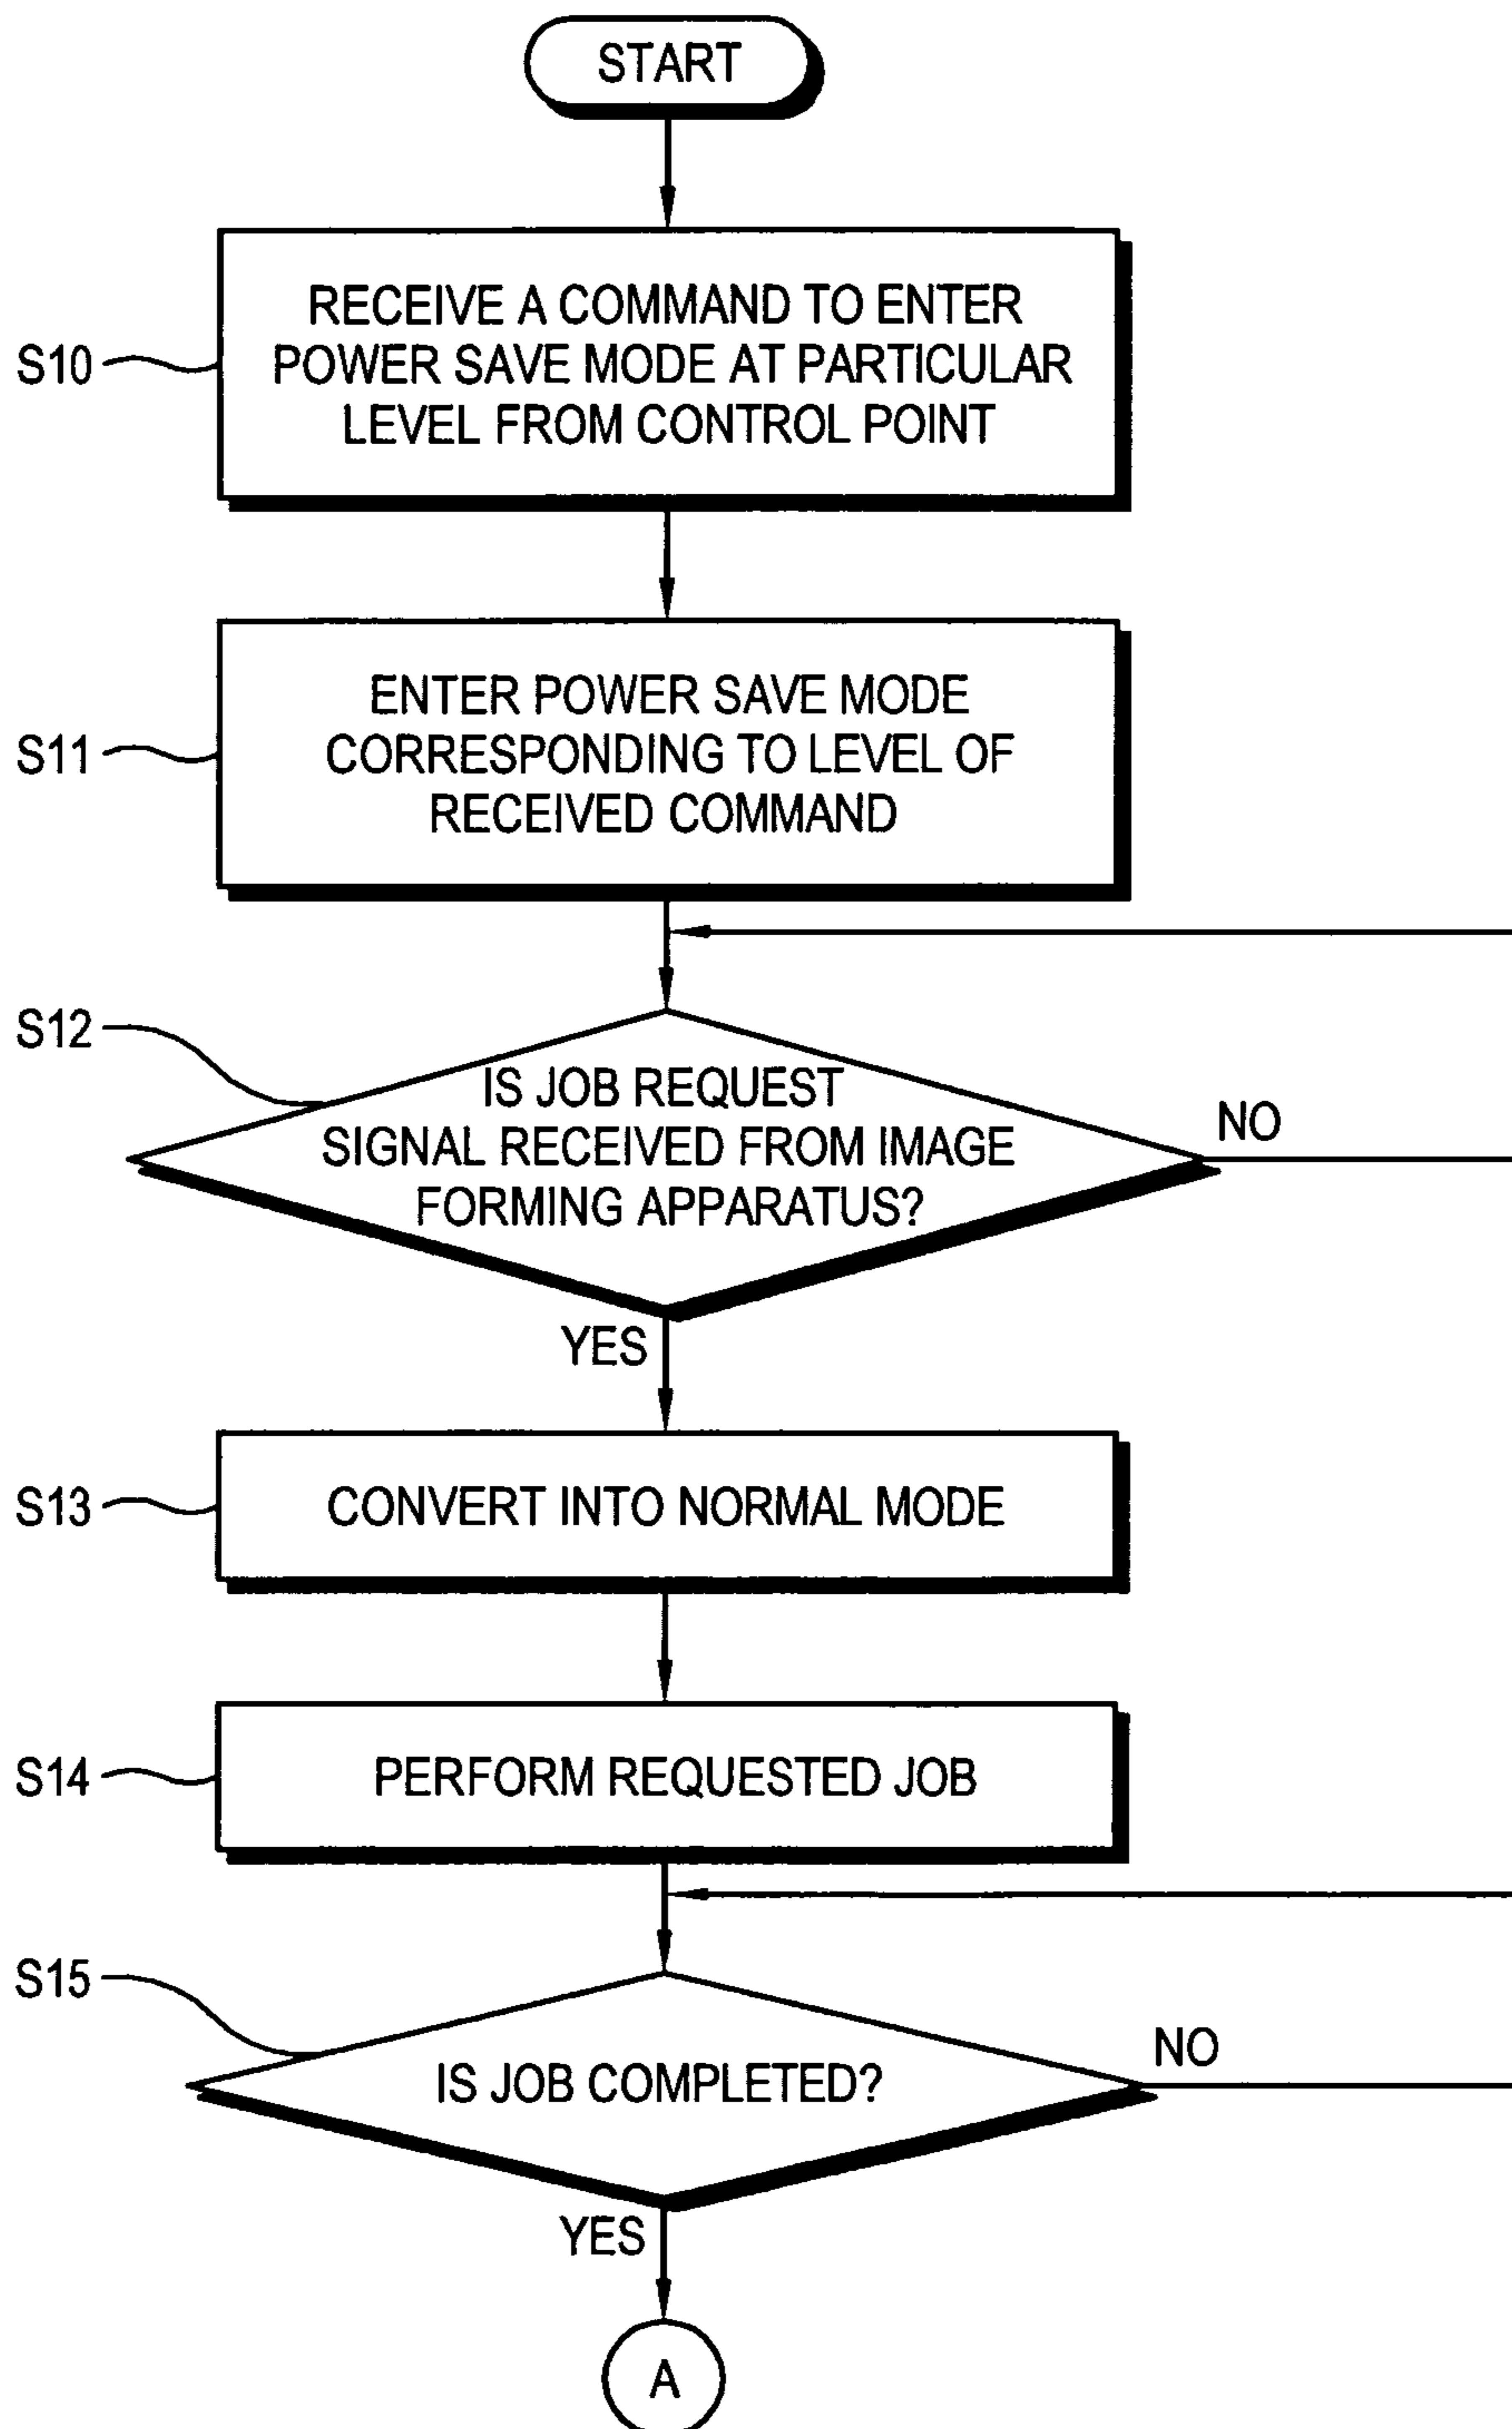 START
S10
RECEIVE A COMMAND TO ENTER
POWER SAVE MODE AT PARTICULAR
LEVEL FROM CONTROL POINT
S11
ENTER POWER SAVE MODE
CORRESPONDING TO LEVEL OF
RECEIVED COMMAND
S12
IS JOB REQUEST
SIGNAL RECEIVED FROM IMAGE
FORMING APPARATUS?
NO
YES
S13
CONVERT INTO NORMAL MODE
S14
PERFORM REQUESTED JOB
S15
IS JOB COMPLETED?
NO
YES
A